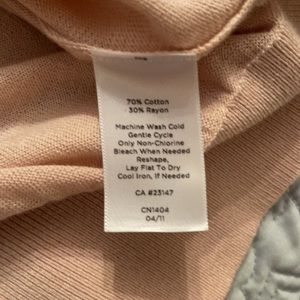 70% Cotton
30% Rayon
Machine Wash Cold
Gentle Cycle
Only Non-Chlorine
Bleach When Needed
Reshape,
Lay Flat To Dry
Cool Iron, If Needed
CA #23147
CN1404
04/11